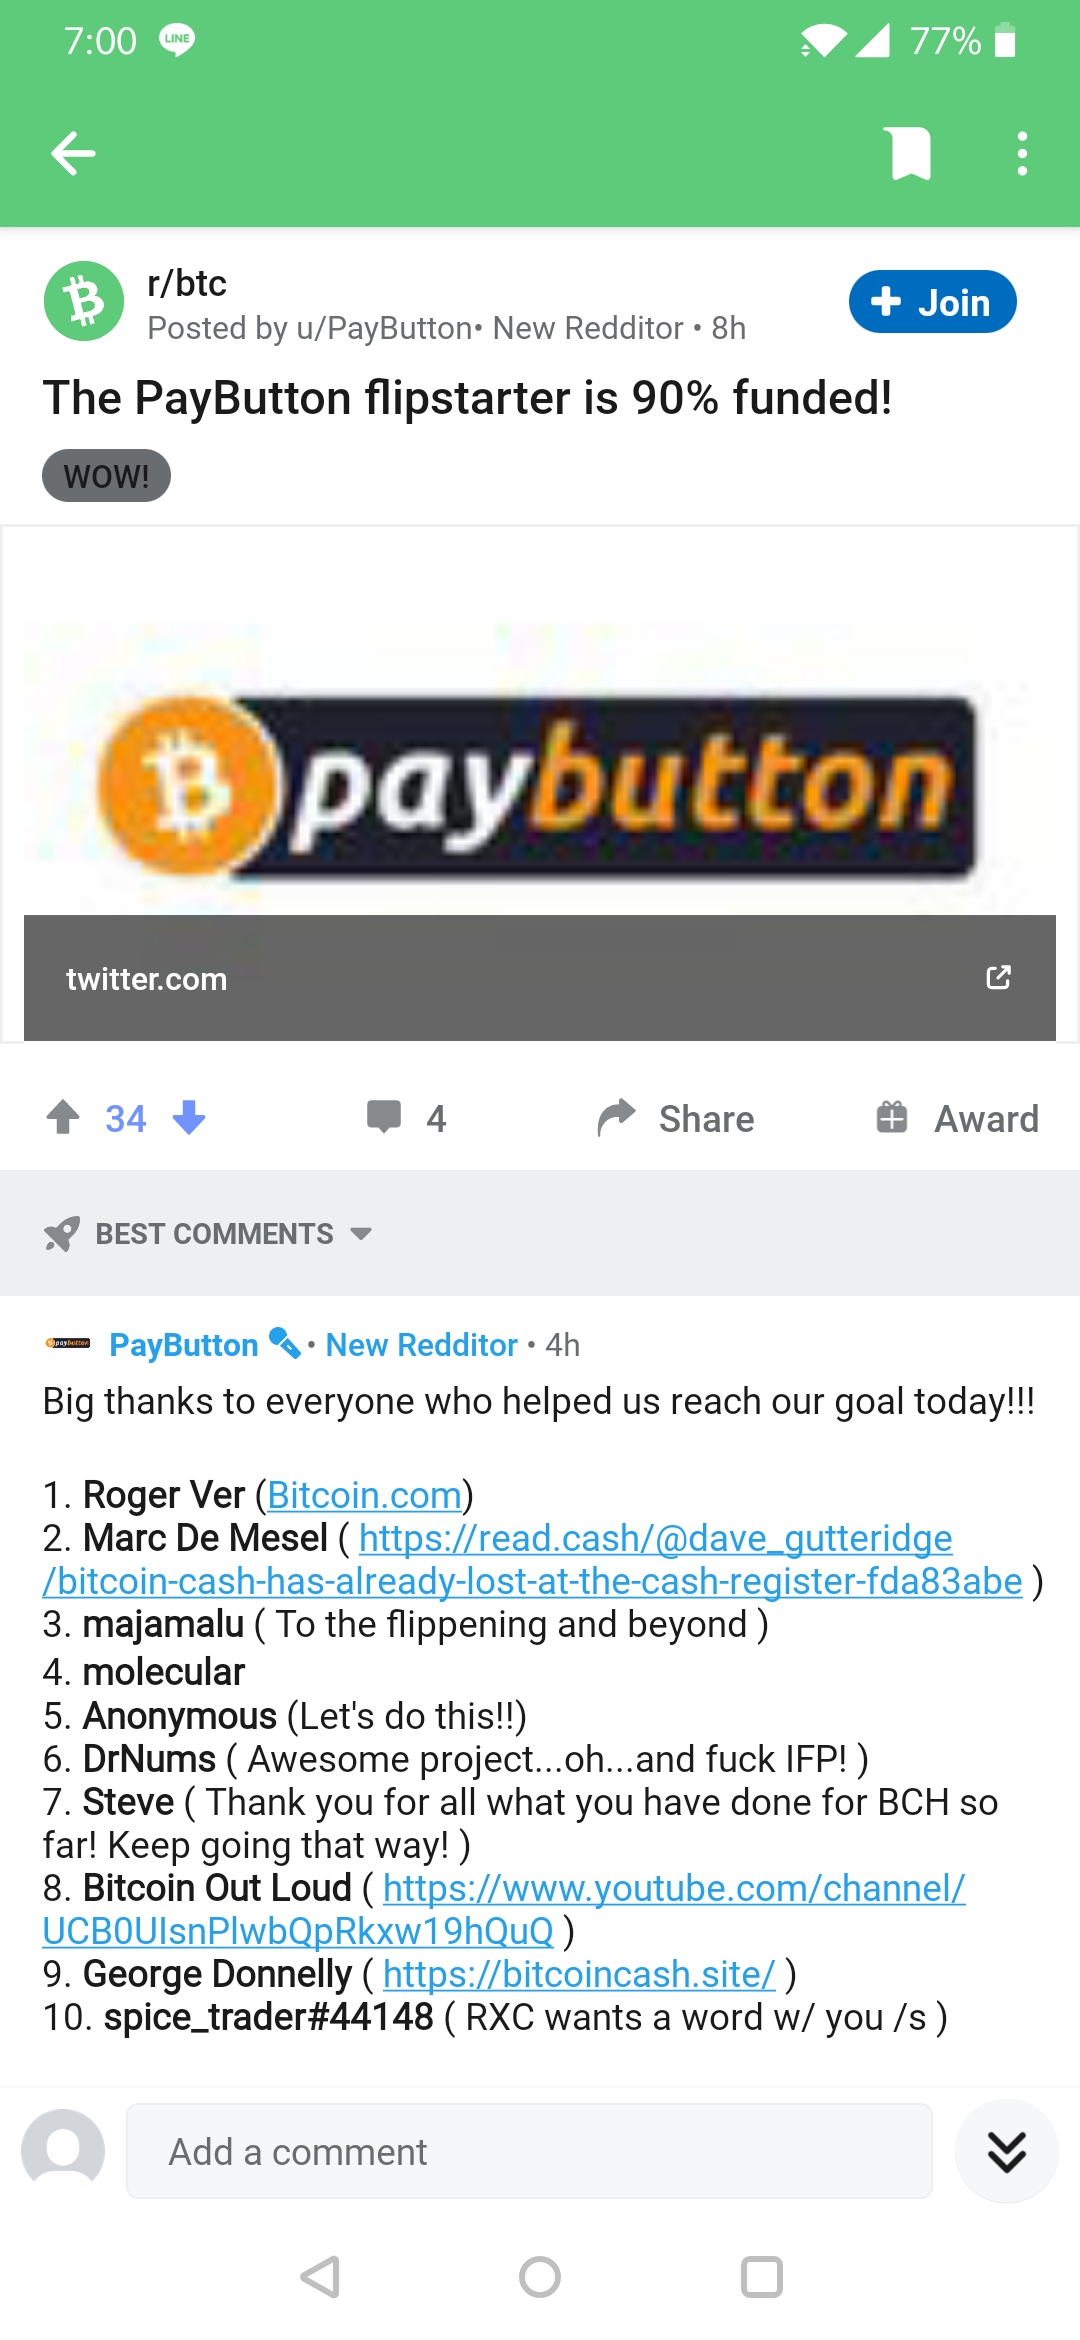 7:00 LINE 77%
r/btc
Posted by u/PayButton• New Redditor • 8h
+ Join
The PayButton flipstarter is 90% funded!
WOW!
paybutton
twitter.com
34 4 Share Award
BEST COMMENTS
paybutton PayButton • New Redditor • 4h
Big thanks to everyone who helped us reach our goal today!!!
1. Roger Ver (Bitcoin.com)
2. Marc De Mesel ( https://read.cash/@dave_gutteridge
/bitcoin-cash-has-already-lost-at-the-cash-register-fda83abe )
3. majamalu ( To the flippening and beyond )
4. molecular
5. Anonymous (Let's do this!!)
6. DrNums ( Awesome project...oh...and fuck IFP! )
7. Steve ( Thank you for all what you have done for BCH so
far! Keep going that way! )
8. Bitcoin Out Loud ( https://www.youtube.com/channel/
UCB0UIsnPlwbQpRkxw19hQuQ )
9. George Donnelly ( https://bitcoincash.site/ )
10. spice_trader#44148 ( RXC wants a word w/ you /s )
Add a comment